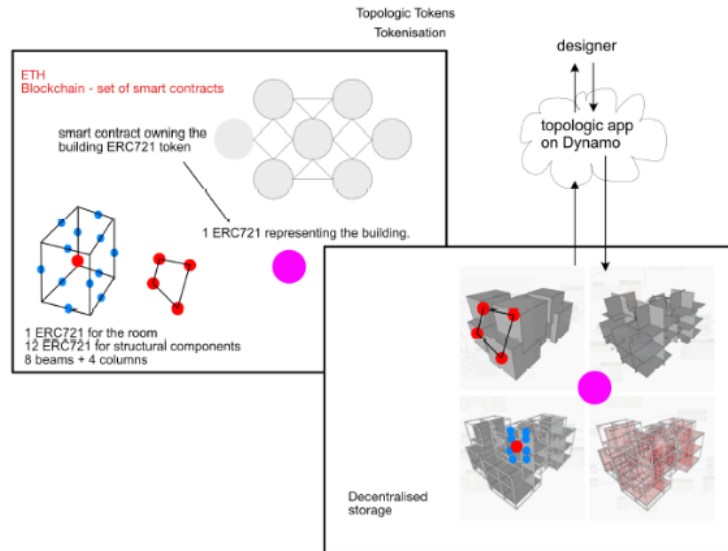 Topologic Tokens
Tokenisation
designer
ETH
Blockchain - set of smart contracts
smart contract owning the
building ERC721 token
topologic app
on Dynamo
1 ERC721 representing the building.
1 ERC721 for the room
12 ERC721 for structural components
8 beams + 4 columns
Decentralised
storage